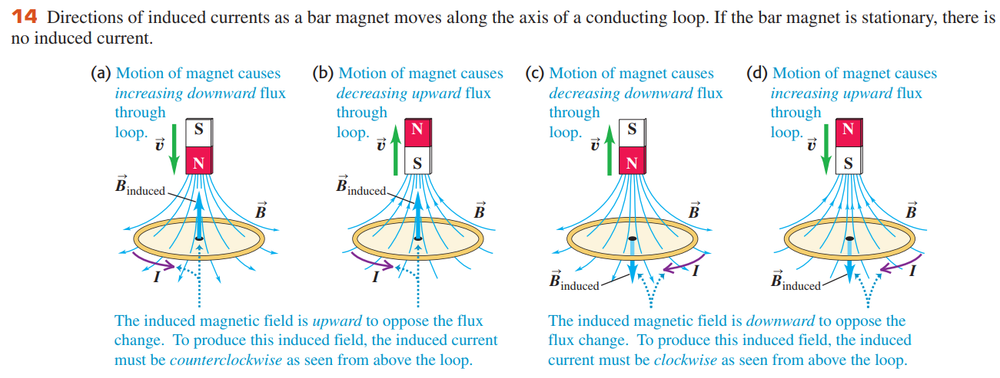 14 Directions of induced currents as a bar magnet moves along the axis of a conducting loop. If the bar magnet is stationary, there is
no induced current.
(a) Motion of magnet causes
increasing downward flux
through
loop.
S
N
v
B induced
B
I
(b) Motion of magnet causes
decreasing upward flux
through
loop.
N
S
v
B induced
B
I
The induced magnetic field is upward to oppose the flux
change. To produce this induced field, the induced current
must be counterclockwise as seen from above the loop.
(c) Motion of magnet causes
decreasing downward flux
through
loop.
S
N
v
B
B induced
I
(d) Motion of magnet causes
increasing upward flux
through
loop.
N
S
v
B
B induced
I
The induced magnetic field is downward to oppose the
flux change. To produce this induced field, the induced
current must be clockwise as seen from above the loop.